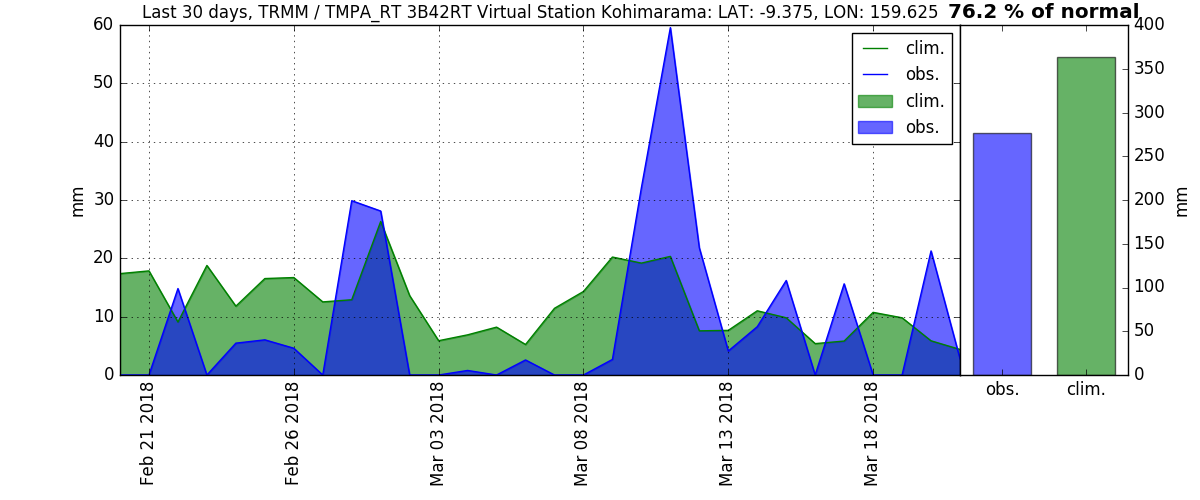 Last 30 days, TRMM / TMPA_RT 3B42RT Virtual Station Kohimarama: LAT: -9.375, LON: 159.625 76.2 % of normal
60
50
40
30
20
10
0
mm
clim.
obs.
clim.
obs.
Feb 21 2018
Feb 26 2018
Mar 03 2018
Mar 08 2018
Mar 13 2018
Mar 18 2018
400
350
300
250
200
150
100
50
0
mm
obs. clim.